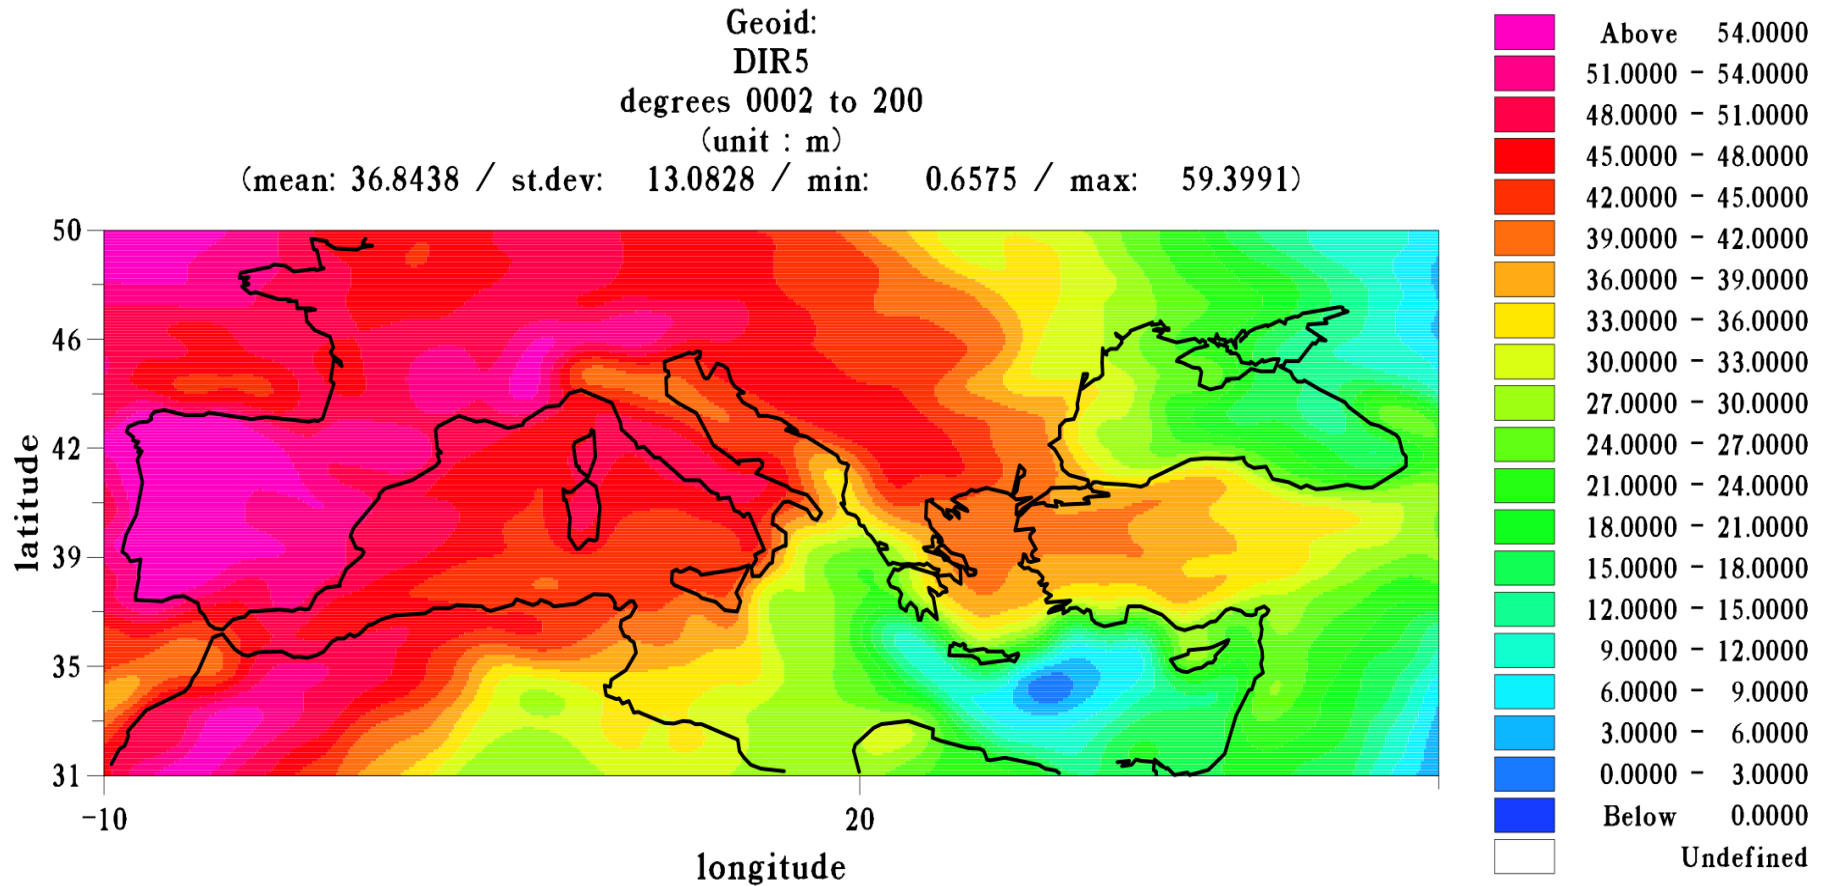 Geoid:
DIR5
degrees 0002 to 200
(unit : m)
(mean: 36.8438 / st.dev: 13.0828 / min: 0.6575 / max: 59.3991)
Above 54.0000
51.0000 - 54.0000
48.0000 - 51.0000
45.0000 - 48.0000
42.0000 - 45.0000
39.0000 - 42.0000
36.0000 - 39.0000
33.0000 - 36.0000
30.0000 - 33.0000
27.0000 - 30.0000
24.0000 - 27.0000
21.0000 - 24.0000
18.0000 - 21.0000
15.0000 - 18.0000
12.0000 - 15.0000
9.0000 - 12.0000
6.0000 - 9.0000
3.0000 - 6.0000
0.0000 - 3.0000
Below 0.0000
Undefined
50
46
42
39
35
31
latitude
-10 20
longitude